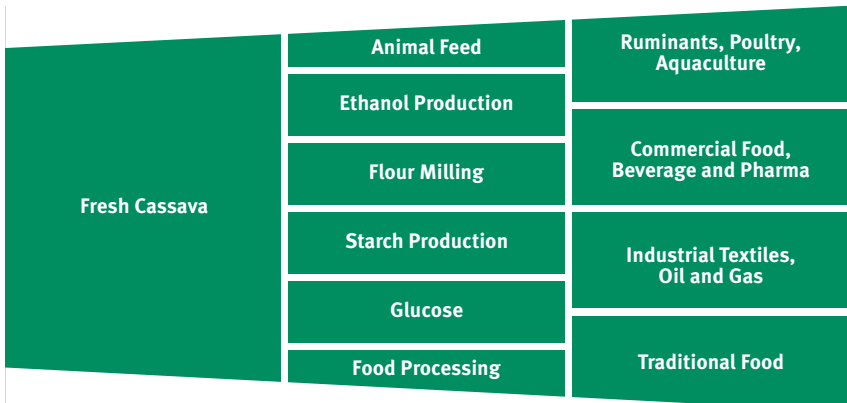 Fresh Cassava
Animal Feed
Ethanol Production
Flour Milling
Starch Production
Glucose
Food Processing
Ruminants, Poultry,
Aquaculture
Commercial Food,
Beverage and Pharma
Industrial Textiles,
Oil and Gas
Traditional Food